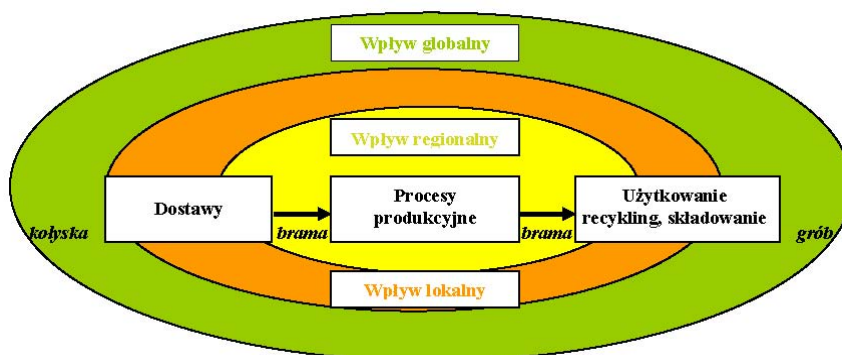 Wpływ globalny
Wpływ regionalny
Dostawy
Procesy
produkcyjne
Użytkowanie
recykling, składowanie
kołyska
brama
brama
grób
Wpływ lokalny